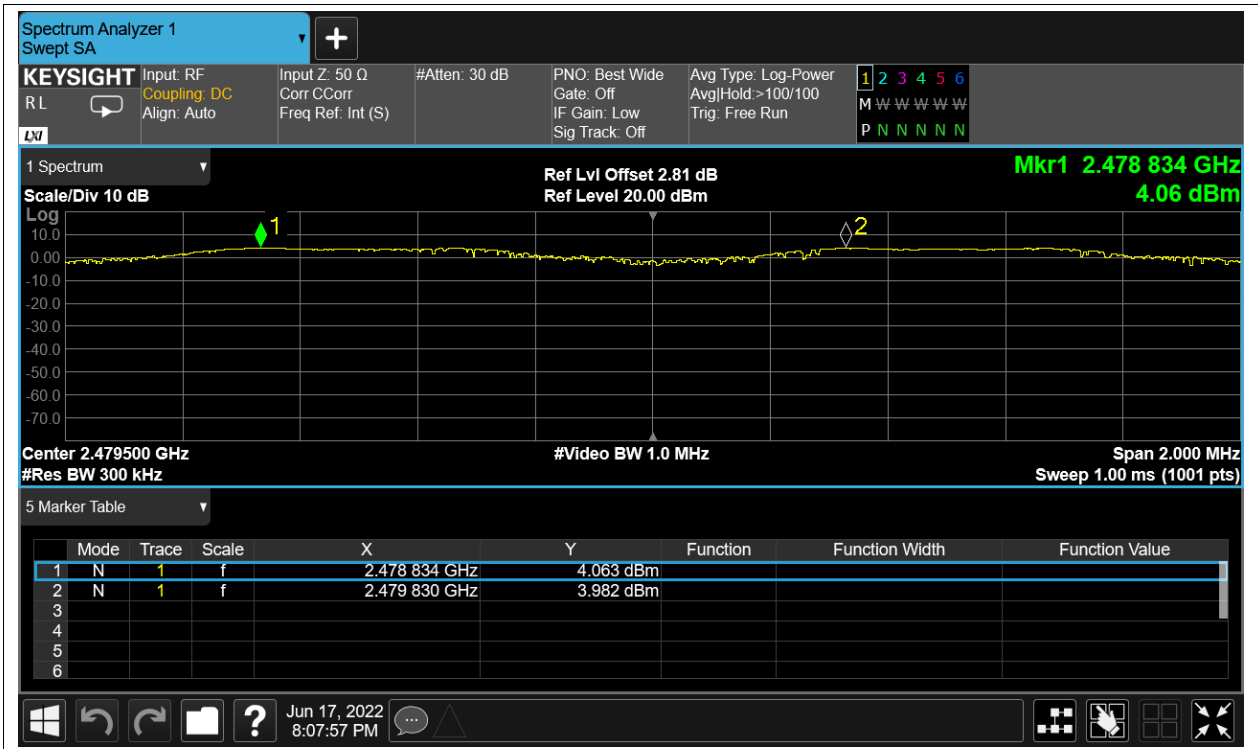 Spectrum Analyzer 1
Swept SA
KEYSIGHT
R L
LXI
Input: RF
Coupling: DC
Align: Auto
Input Z: 50 Ω
Corr CCorr
Freq Ref: Int (S)
#Atten: 30 dB
PNO: Best Wide
Gate: Off
IF Gain: Low
Sig Track: Off
Avg Type: Log-Power
Avg|Hold:>100/100
Trig: Free Run
1 2 3 4 5 6
M W W W W W
P N N N N N
1 Spectrum
Scale/Div 10 dB
Ref Lvl Offset 2.81 dB
Ref Level 20.00 dBm
Mkr1 2.478 834 GHz
4.06 dBm
Log
10.0
0.00
-10.0
-20.0
-30.0
-40.0
-50.0
-60.0
-70.0
1
2
Center 2.479500 GHz
#Res BW 300 kHz
#Video BW 1.0 MHz
Span 2.000 MHz
Sweep 1.00 ms (1001 pts)
5 Marker Table
Mode Trace Scale X Y Function Function Width Function Value
1 N 1 f 2.478 834 GHz 4.063 dBm
2 N 1 f 2.479 830 GHz 3.982 dBm
3
4
5
6
?
Jun 17, 2022
8:07:57 PM